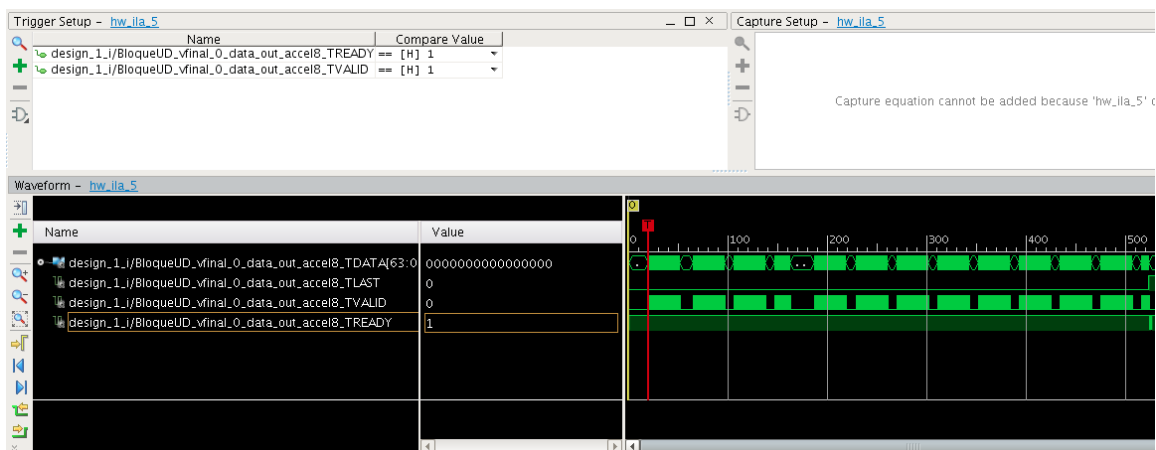 Trigger Setup - hw_ila_5
Name Compare Value
design_1_i/BloqueUD_vfinal_0_data_out_accel8_TREADY == [H] 1
design_1_i/BloqueUD_vfinal_0_data_out_accel8_TVALID == [H] 1
Capture Setup - hw_ila_5
Capture equation cannot be added because 'hw_ila_5'
Waveform - hw_ila_5
Name Value
design_1_i/BloqueUD_vfinal_0_data_out_accel8_TDATA[63:0 0000000000000000
design_1_i/BloqueUD_vfinal_0_data_out_accel8_TLAST 0
design_1_i/BloqueUD_vfinal_0_data_out_accel8_TVALID 0
design_1_i/BloqueUD_vfinal_0_data_out_accel8_TREADY 1
0
T
0 100 200 300 400 500